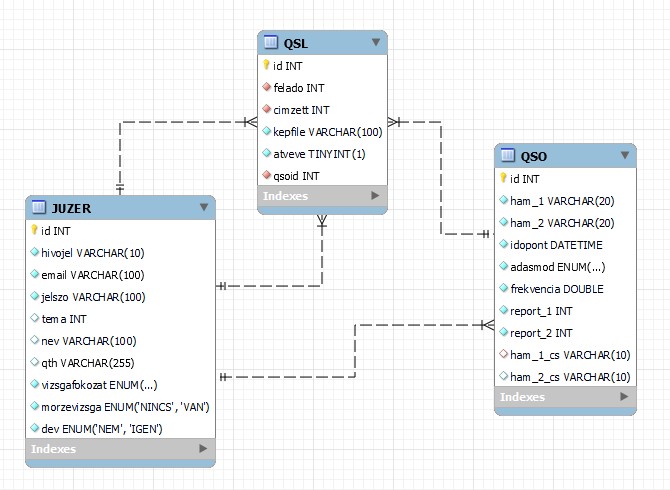 QSL
id INT
felado INT
cimzett INT
kepfile VARCHAR(100)
atveve TINYINT(1)
qsoid INT
Indexes
QSO
id INT
ham_1 VARCHAR(20)
ham_2 VARCHAR(20)
idopont DATETIME
adasmod ENUM(...)
frekvencia DOUBLE
report_1 INT
report_2 INT
ham_1_cs VARCHAR(10)
ham_2_cs VARCHAR(10)
Indexes
JUZER
id INT
hivojel VARCHAR(10)
email VARCHAR(100)
jelszo VARCHAR(100)
tema INT
nev VARCHAR(100)
qth VARCHAR(255)
vizsgafokozat ENUM(...)
morzevizsga ENUM('NINCS', 'VAN')
dev ENUM('NEM', 'IGEN')
Indexes